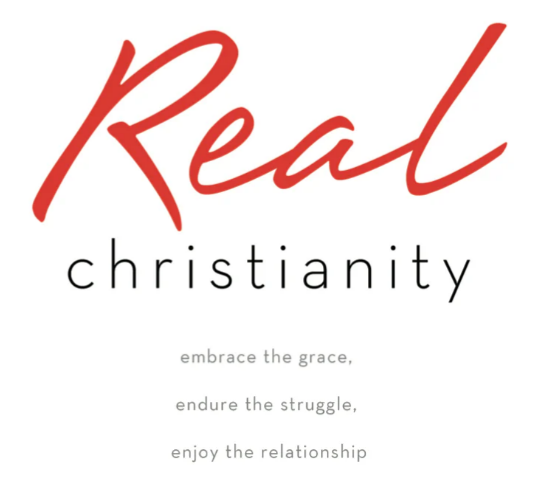 Real
christianity
embrace the grace,
endure the struggle,
enjoy the relationship